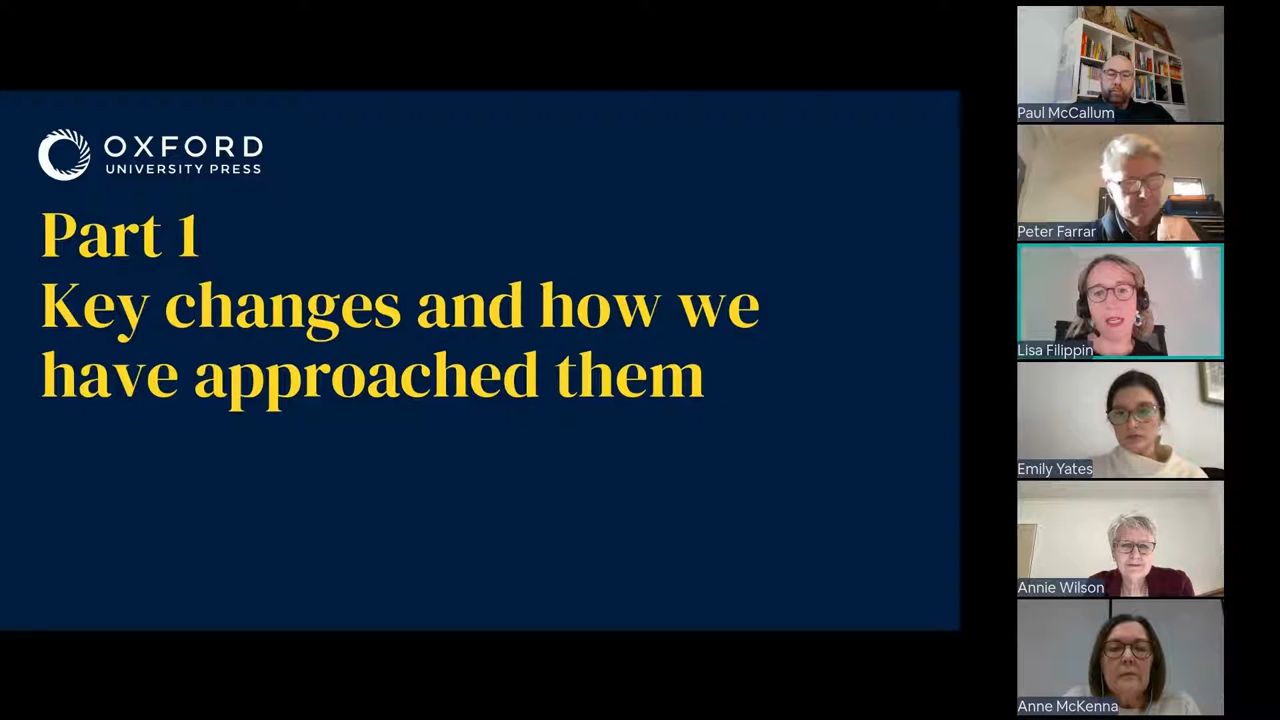 OXFORD
UNIVERSITY PRESS
Part 1
Key changes and how we
have approached them
Paul McCallum
Peter Farrar
Lisa Filippin
Emily Yates
Annie Wilson
Anne McKenna